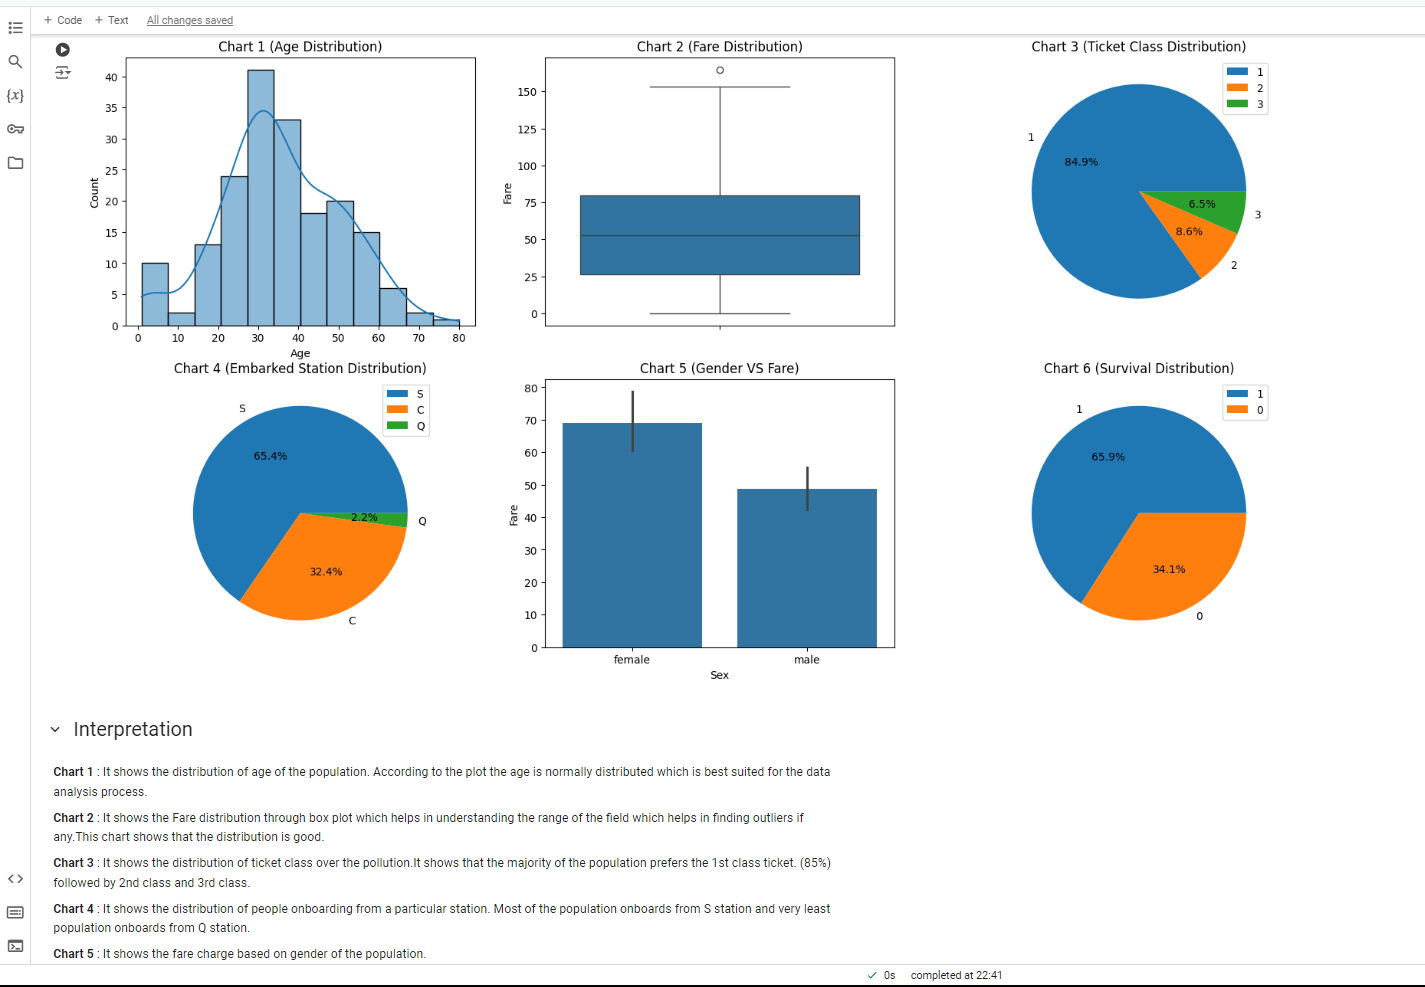 + Code + Text All changes saved
{x}
Chart 1 (Age Distribution)
40
35
30
25
20
15
10
5
0
Count
0 10 20 30 40 50 60 70 80
Age
Chart 2 (Fare Distribution)
150
125
100
75
50
25
0
Fare
Chart 3 (Ticket Class Distribution)
1
2
3
1
84.9%
6.5%
3
8.6%
2
Chart 4 (Embarked Station Distribution)
S
C
Q
S
65.4%
2.2%
Q
32.4%
C
Chart 5 (Gender VS Fare)
80
70
60
50
40
30
20
10
0
Fare
female male
Sex
Chart 6 (Survival Distribution)
1
0
1
65.9%
34.1%
0
Interpretation
Chart 1 : It shows the distribution of age of the population. According to the plot the age is normally distributed which is best suited for the data
analysis process.
Chart 2 : It shows the Fare distribution through box plot which helps in understanding the range of the field which helps in finding outliers if
any.This chart shows that the distribution is good.
Chart 3 : It shows the distribution of ticket class over the pollution.It shows that the majority of the population prefers the 1st class ticket. (85%)
followed by 2nd class and 3rd class.
Chart 4 : It shows the distribution of people onboarding from a particular station. Most of the population onboards from S station and very least
population onboards from Q station.
Chart 5 : It shows the fare charge based on gender of the population.
0s completed at 22:41